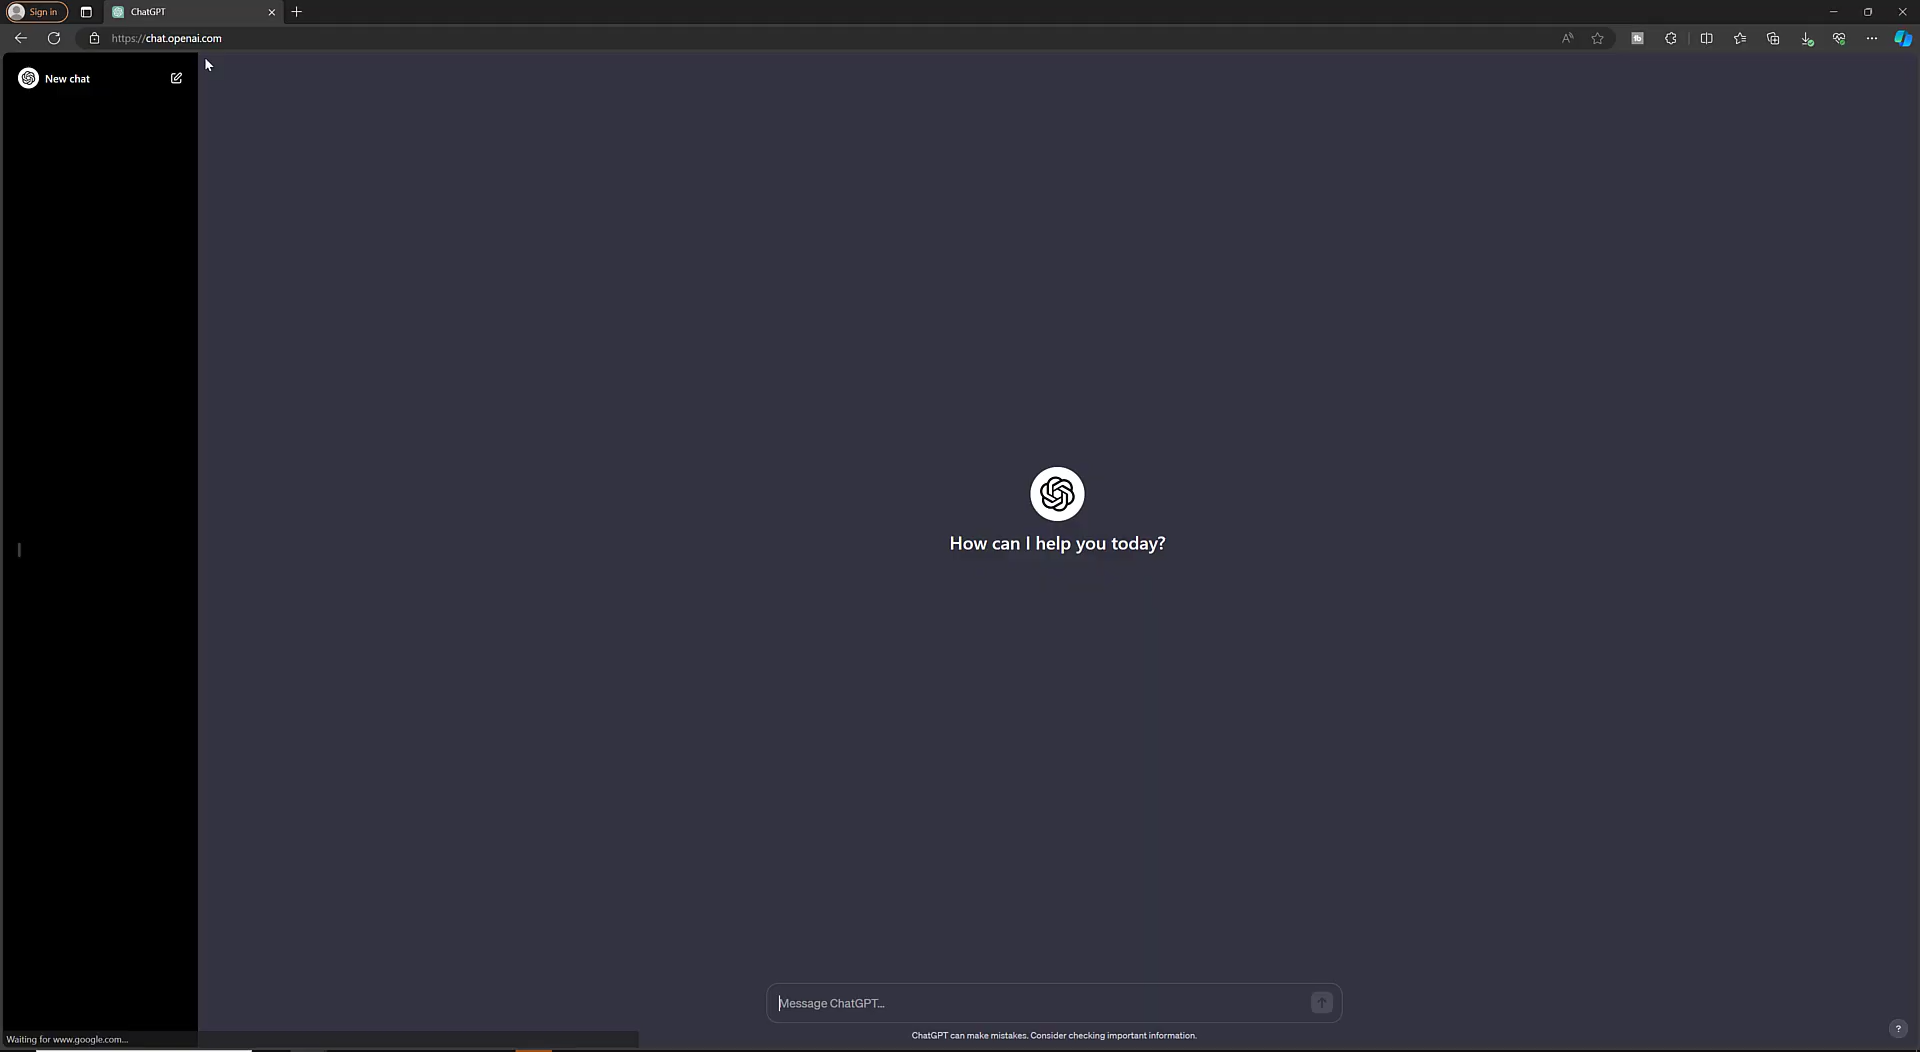 Sign in
ChatGPT
https://chat.openai.com
New chat
How can I help you today?
Message ChatGPT...
ChatGPT can make mistakes. Consider checking important information.
?
Waiting for www.google.com...